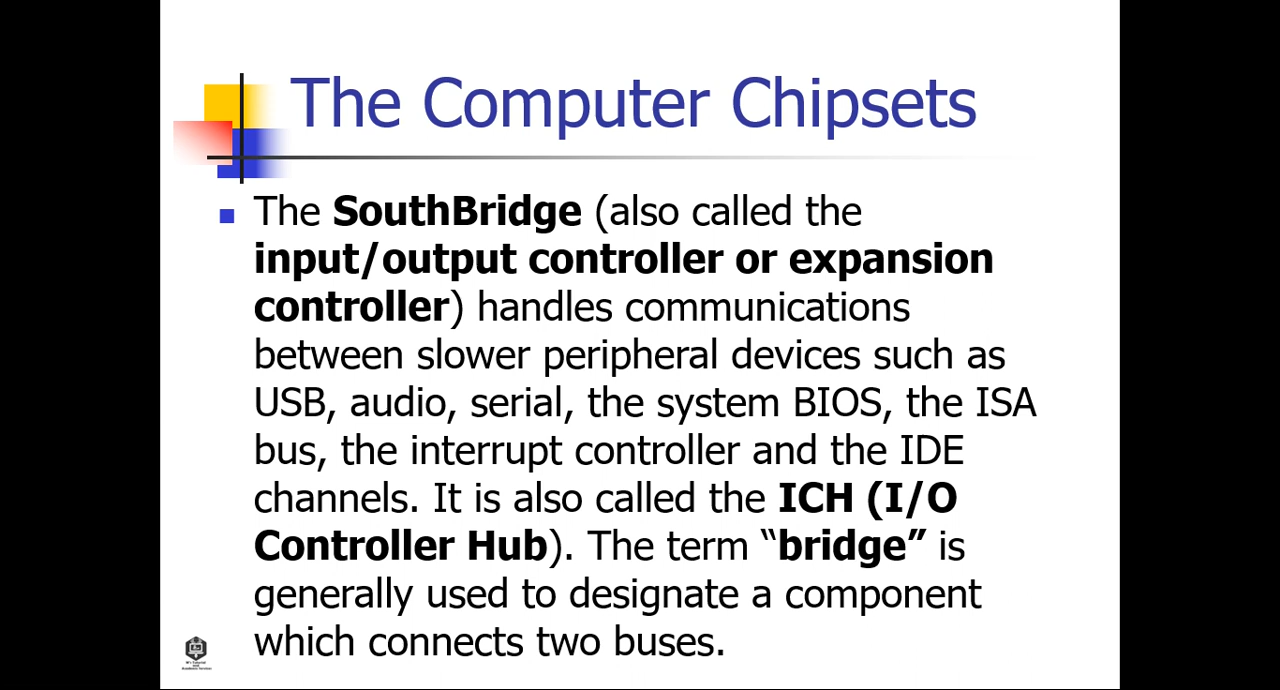 The Computer Chipsets
The SouthBridge (also called the
input/output controller or expansion
controller) handles communications
between slower peripheral devices such as
USB, audio, serial, the system BIOS, the ISA
bus, the interrupt controller and the IDE
channels. It is also called the ICH (I/O
Controller Hub). The term “bridge” is
generally used to designate a component
which connects two buses.